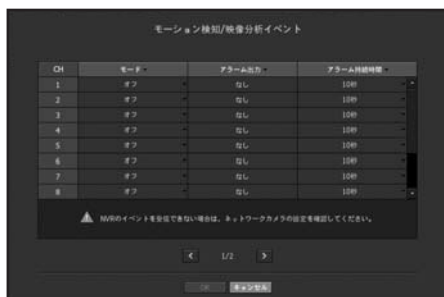 モーション検知/映像分析イベント
CH モード アラーム出力 アラーム持続時間
1 オフ なし 10秒
2 オフ なし 10秒
3 オフ なし 10秒
4 オフ なし 10秒
5 オフ なし 10秒
6 オフ なし 10秒
7 オフ なし 10秒
8 オフ なし 10秒
NVRのイベントを受信できない場合は、ネットワークカメラの設定を確認してください。
1/2
OK キャンセル